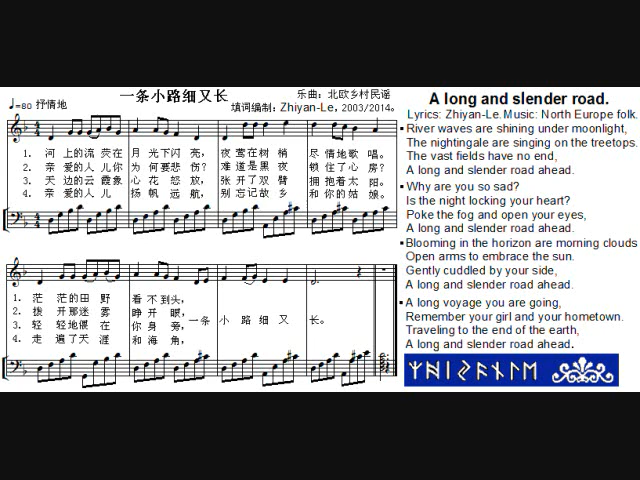 一条小路细又长
乐曲：北欧乡村民谣
♩=80 抒情地
填词编制：Zhiyan-Le，2003/2014。
1. 河 上的流 荧在 月 光 下闪 亮， 夜 莺在树 梢 尽 情地歌 唱。
2. 亲 爱的人 儿你 为 何 要悲 伤？ 难 道是黑 夜 锁 住了心 房？
3. 天 边的云 霞象 心 花 怒 放， 张 开了双 臂 拥 抱着太 阳。
4. 亲 爱的人 儿 扬 帆 远 航， 别 忘记故 乡 和 你的姑 娘。
1. 茫 茫的田 野 看 不 到头，
2. 拨 开那迷 雾 睁 开 眼，
3. 轻 轻地偎 在 你 身 旁， 一条 小 路 细 又 长。
4. 走 遍了天 涯 和 海 角，
A long and slender road.
Lyrics: Zhiyan-Le. Music: North Europe folk.
River waves are shining under moonlight,
The nightingale are singing on the treetops.
The vast fields have no end,
A long and slender road ahead.
Why are you so sad?
Is the night locking your heart?
Poke the fog and open your eyes,
A long and slender road ahead.
Blooming in the horizon are morning clouds
Open arms to embrace the sun.
Gently cuddled by your side,
A long and slender road ahead.
A long voyage you are going,
Remember your girl and your hometown.
Traveling to the end of the earth,
A long and slender road ahead.